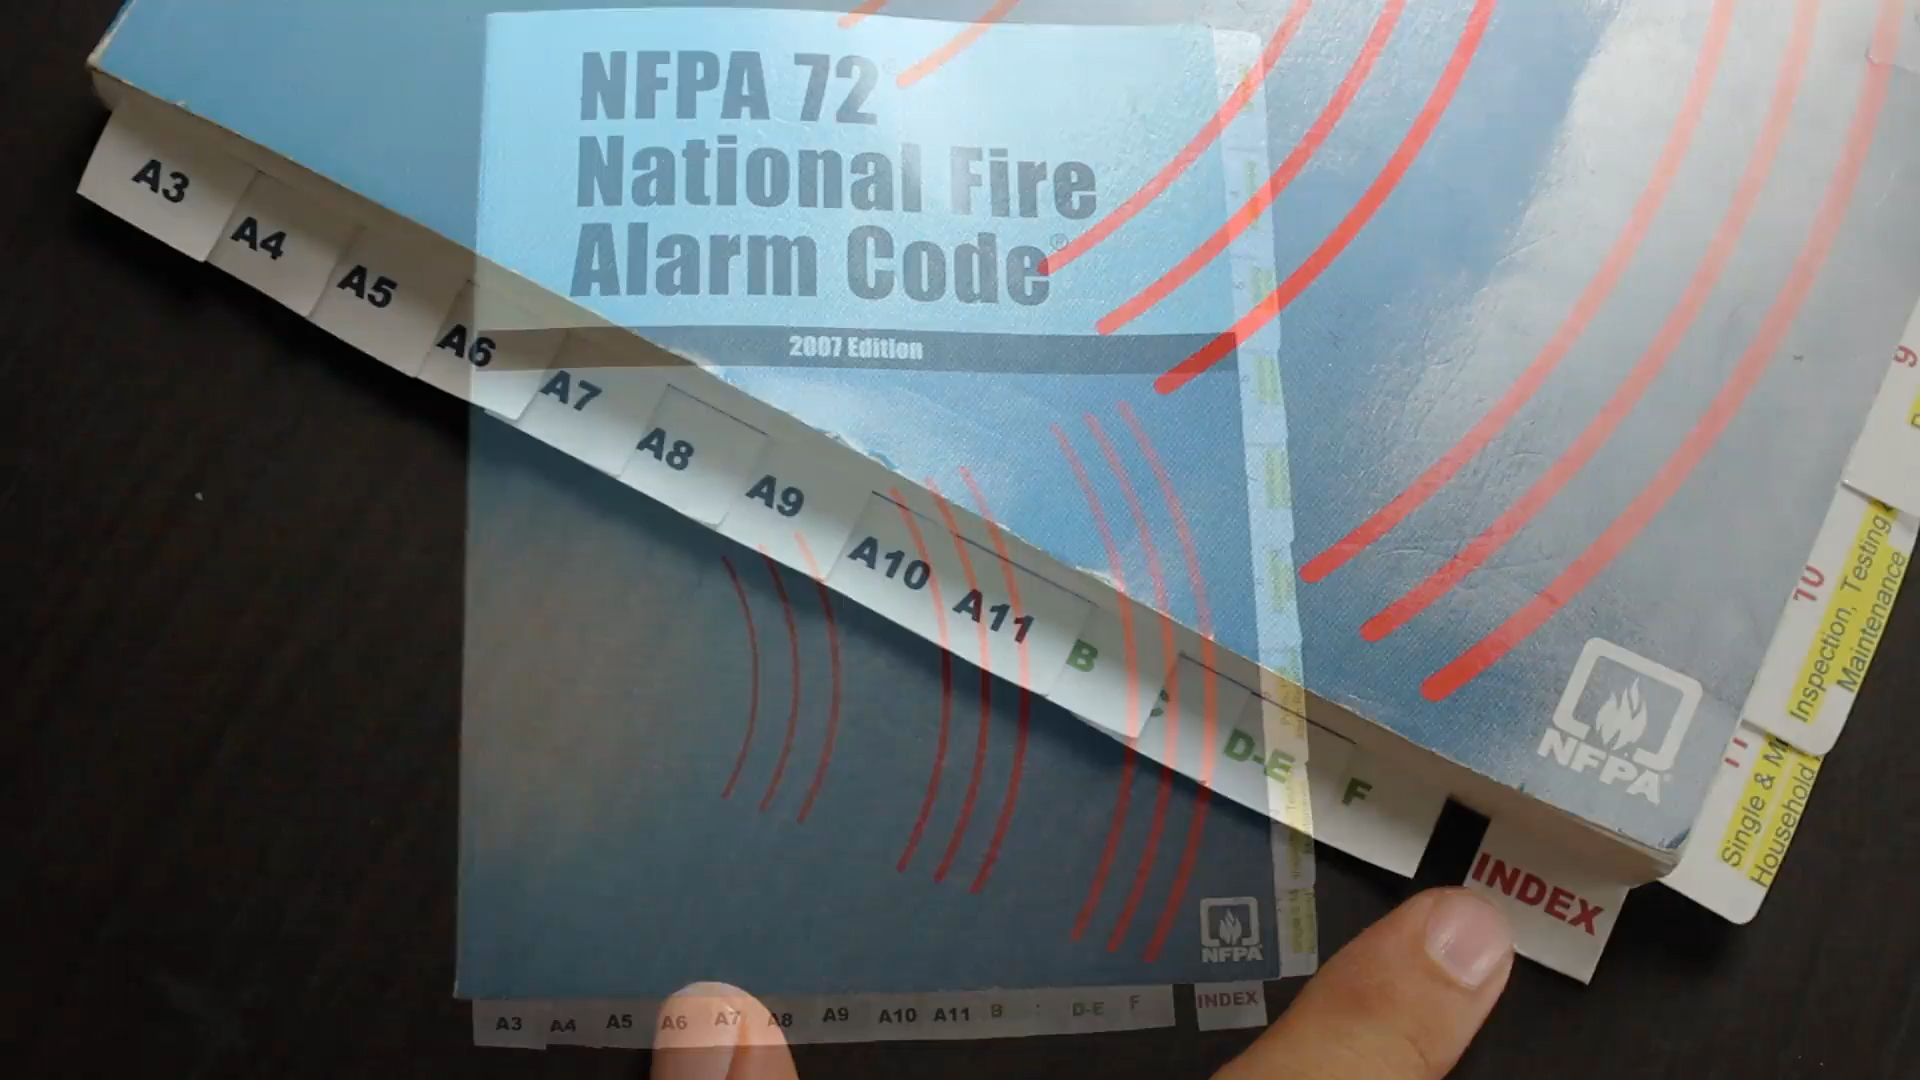 NFPA 72
National Fire
Alarm Code®
2007 Edition
A3
A4
A5
A6
A7
A8
A9
A10
A11
B
C
D-E
F
INDEX
NFPA
9
10
Inspection, Testing
Maintenance
11
Single &
Household
NFPA
A3 A4 A5 A6 A7 A8 A9 A10 A11 B D-E F INDEX